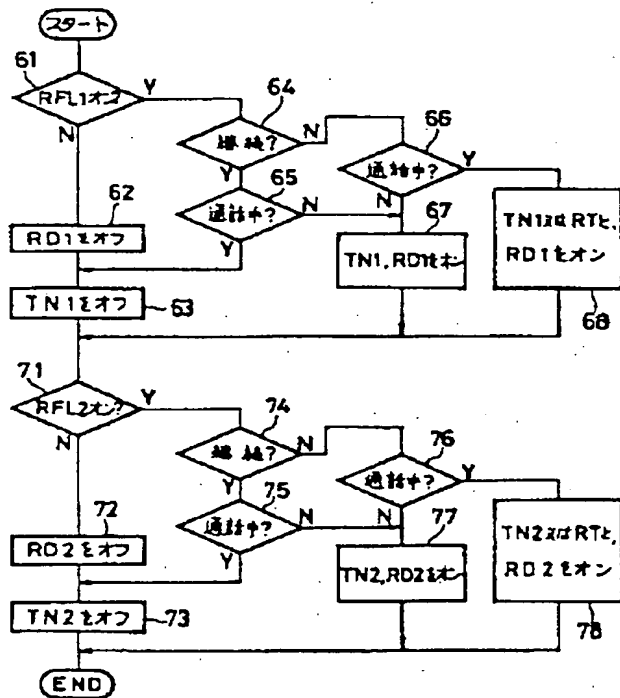 スタート
61
RFL1オン?
Y
N
64
継続?
N
Y
66
通話中?
Y
N
65
通話中?
N
Y
62
RD1をオフ
67
TN1,RD1をオン
TN1又はRTと,
RD1をオン
68
TN1をオフ
63
71
RFL2オン?
Y
N
74
継続?
N
Y
76
通話中?
Y
N
75
通話中?
N
Y
72
RD2をオフ
77
TN2,RD2をオン
TN2又はRTと,
RD2をオン
78
TN2をオフ
73
END